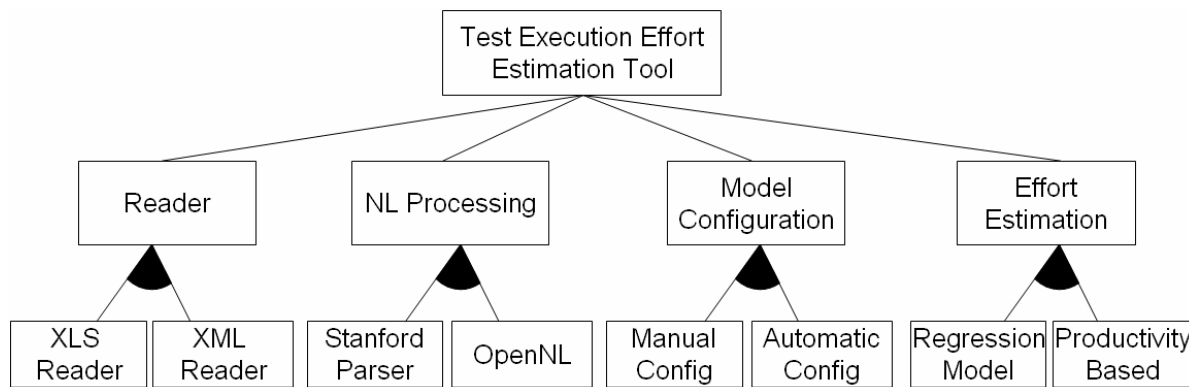 Test Execution Effort
Estimation Tool
Reader
NL Processing
Model
Configuration
Effort
Estimation
XLS
Reader
XML
Reader
Stanford
Parser
OpenNL
Manual
Config
Automatic
Config
Regression
Model
Productivity
Based